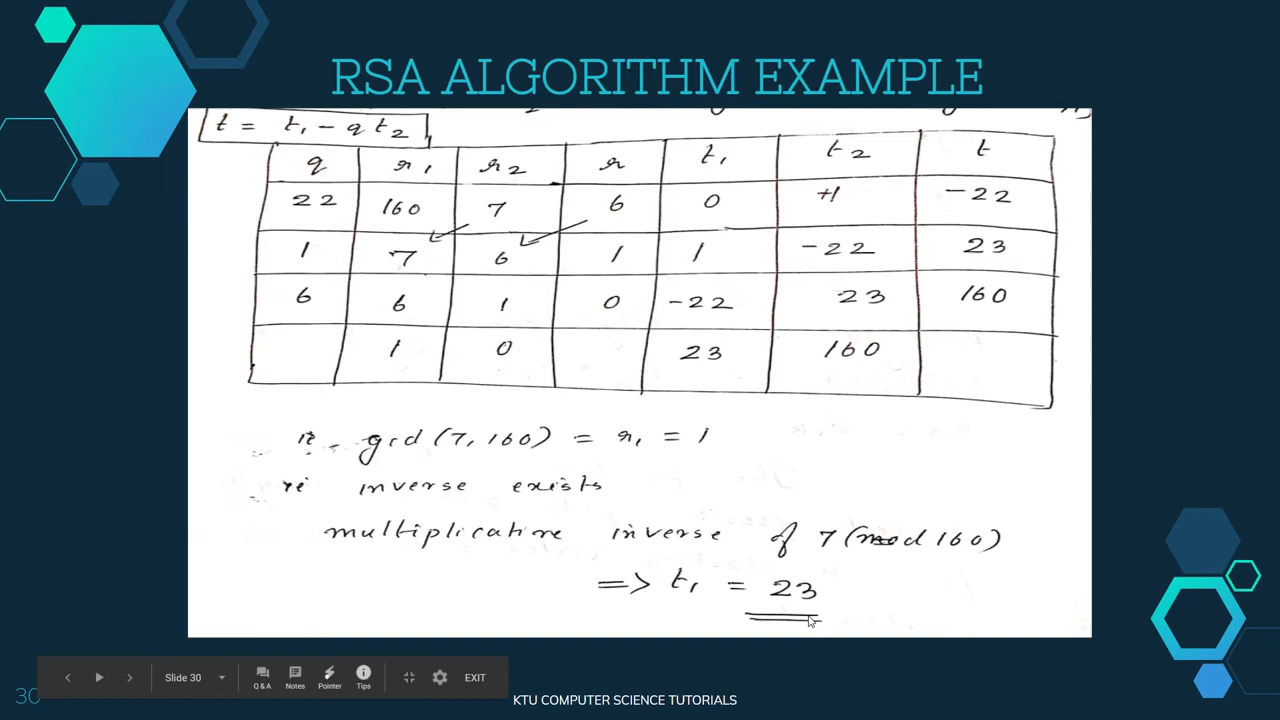 RSA ALGORITHM EXAMPLE
t = t₁ - q t₂
q r₁ r₂ r t₁ t₂ t
22 160 7 6 0 +1 -22
1 7 6 1 1 -22 23
6 6 1 0 -22 23 160
1 0 23 160
gcd (7, 160) = r₁ = 1
inverse exists
multiplicative inverse of 7 (mod 160)
=> t₁ = 23
Slide 30 Q & A Notes Pointer Tips EXIT
30 KTU COMPUTER SCIENCE TUTORIALS